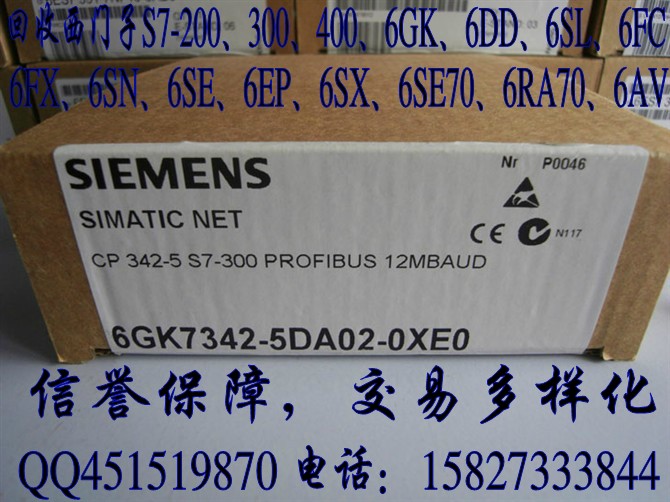 回收西门子S7-200、300、400、6GK、6DD、6SL、6FC
6FX、6SN、6SE、6EP、6SX、6SE70、6RA70、6AV
SIEMENS
Nr P0046
SIMATIC NET
N117
CP 342-5 S7-300 PROFIBUS 12MBAUD
6GK7342-5DA02-0XE0
信誉保障，交易多样化
QQ451519870 电话：15827333844